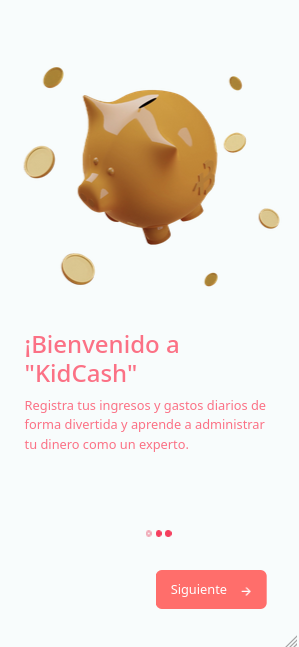 ¡Bienvenido a
"KidCash"
Registra tus ingresos y gastos diarios de
forma divertida y aprende a administrar
tu dinero como un experto.
Siguiente →